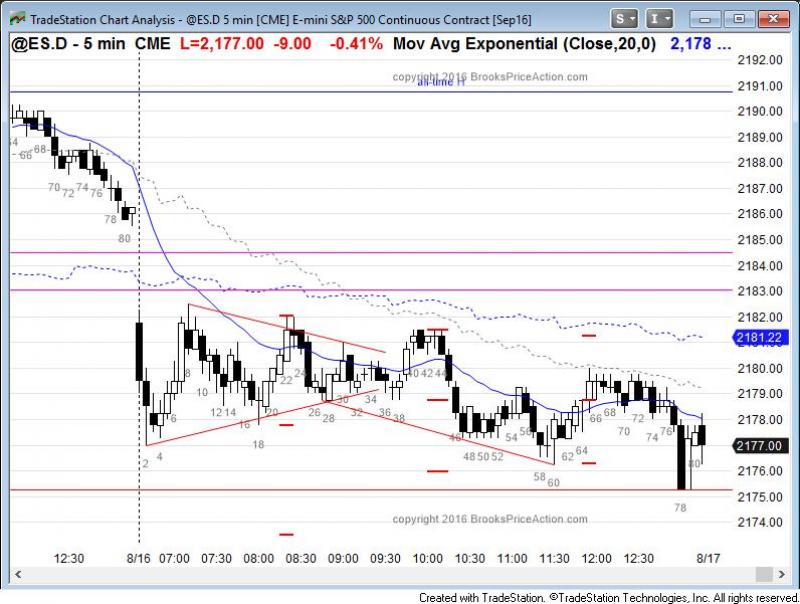 TradeStation Chart Analysis - @ES.D 5 min [CME] E-mini S&P 500 Continuous Contract [Sep16]
S I
@ES.D - 5 min CME L=2,177.00 -9.00 -0.41% Mov Avg Exponential (Close,20,0) 2,178 ...
2192.00
copyright 2016 BrooksPriceAction.com
all-time H
2191.00
2190.00
2189.00
2188.00
2187.00
2186.00
2185.00
2184.00
2183.00
2182.00
2181.22
2180.00
2179.00
2178.00
2177.00
2176.00
2175.00
2174.00
64 66 68 70 72 74 76 78 80
2 4 6 8 10 12 14 16 18 20 22 24 26 28 30 32 34 36 38 40 42 44 46 48 50 52 54 56 58 60 62 64 66 68 70 72 74 76 78 80
copyright 2016 BrooksPriceAction.com
12:30 8/16 07:00 07:30 08:00 08:30 09:00 09:30 10:00 10:30 11:00 11:30 12:00 12:30 8/17
Created with TradeStation. ©TradeStation Technologies, Inc. All rights reserved.